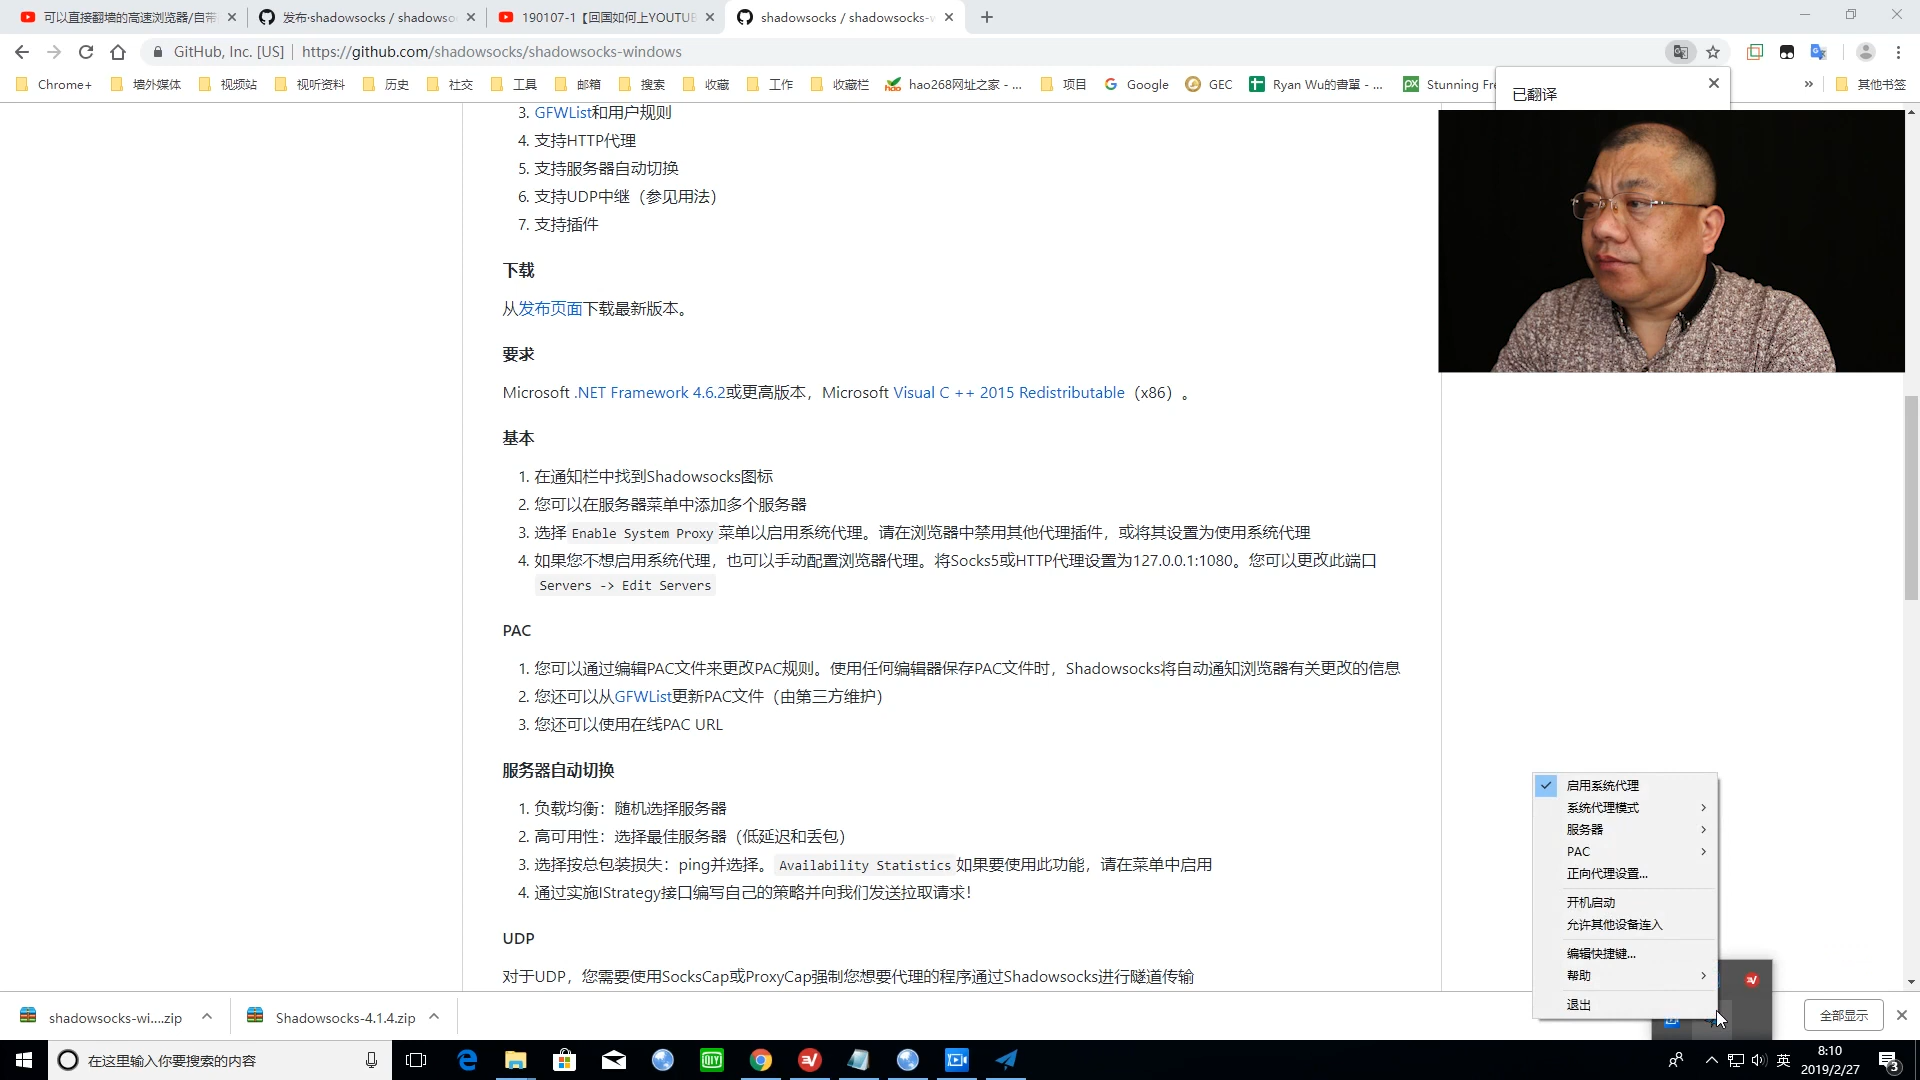 可以直接翻墙的高速浏览器/自带
发布·shadowsocks / shadowso
190107-1【回国如何上YOUTUB
shadowsocks / shadowsocks-w
GitHub, Inc. [US] | https://github.com/shadowsocks/shadowsocks-windows
Chrome+
墙外媒体
视频站
视听资料
历史
社交
工具
邮箱
搜索
收藏
工作
收藏栏
hao268网址之家 - ...
项目
Google
GEC
Ryan Wu的書單 - ...
Stunning Fre
»
其他书签
已翻译
3. GFWList和用户规则
4. 支持HTTP代理
5. 支持服务器自动切换
6. 支持UDP中继（参见用法）
7. 支持插件
下载
从发布页面下载最新版本。
要求
Microsoft .NET Framework 4.6.2或更高版本，Microsoft Visual C ++ 2015 Redistributable（x86）。
基本
1. 在通知栏中找到Shadowsocks图标
2. 您可以在服务器菜单中添加多个服务器
3. 选择 Enable System Proxy 菜单以启用系统代理。请在浏览器中禁用其他代理插件，或将其设置为使用系统代理
4. 如果您不想启用系统代理，也可以手动配置浏览器代理。将Socks5或HTTP代理设置为127.0.0.1:1080。您可以更改此端口
Servers -> Edit Servers
PAC
1. 您可以通过编辑PAC文件来更改PAC规则。使用任何编辑器保存PAC文件时，Shadowsocks将自动通知浏览器有关更改的信息
2. 您还可以从GFWList更新PAC文件（由第三方维护）
3. 您还可以使用在线PAC URL
服务器自动切换
1. 负载均衡：随机选择服务器
2. 高可用性：选择最佳服务器（低延迟和丢包）
3. 选择按总包装损失：ping并选择。 Availability Statistics 如果要使用此功能，请在菜单中启用
4. 通过实施IStrategy接口编写自己的策略并向我们发送拉取请求！
UDP
对于UDP，您需要使用SocksCap或ProxyCap强制您想要代理的程序通过Shadowsocks进行隧道传输
启用系统代理
系统代理模式
服务器
PAC
正向代理设置...
开机启动
允许其他设备连入
编辑快捷键...
帮助
退出
shadowsocks-wi....zip
Shadowsocks-4.1.4.zip
全部显示
在这里输入你要搜索的内容
英
8:10
2019/2/27
3